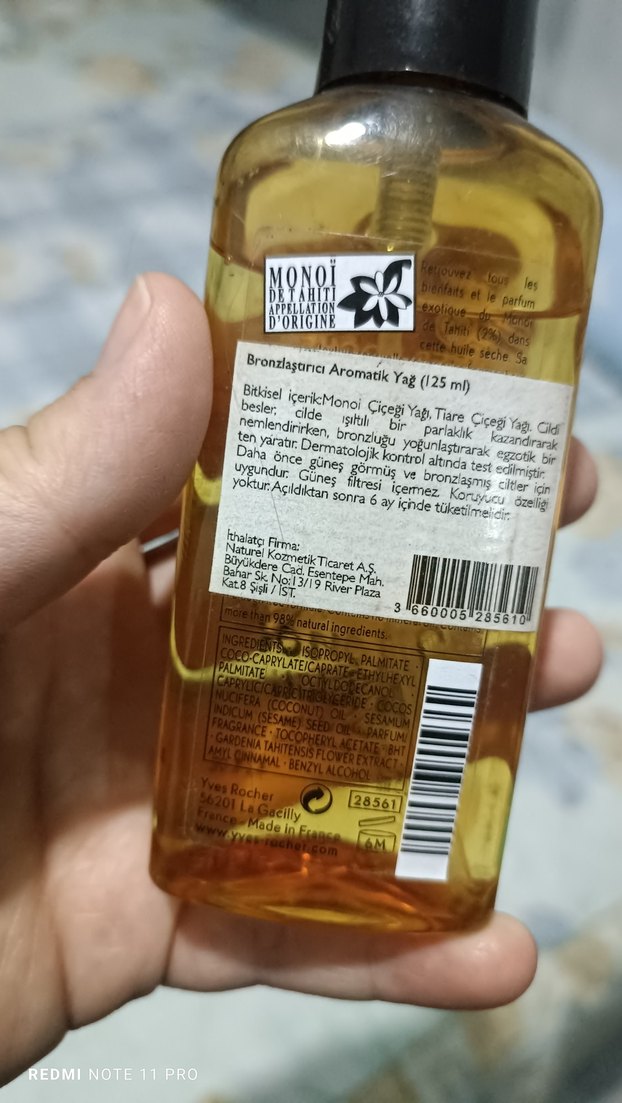 MONOÏ
DE TAHITI
APPELLATION
D'ORIGINE
Retrouvez tous les
bienfaits et le parfum
exotique du Monoï
de Tahiti (2%) dans
cette huile sèche. Sa
Bronzlaştırıcı Aromatik Yağ (125 ml)
Bitkisel içerik:Monoi Çiçeği Yağı, Tiare Çiçeği Yağı. Cildi
besler, cilde ışıltılı bir parlaklık kazandırarak
nemlendirirken, bronzluğu yoğunlaştırarak egzotik bir
ten yaratır. Dermatolojik kontrol altında test edilmiştir.
Daha önce güneş görmüş ve bronzlaşmış ciltler için
uygundur. Güneş filtresi içermez. Koruyucu özelliği
yoktur. Açıldıktan sonra 6 ay içinde tüketilmelidir.
İthalatçı Firma:
Naturel Kozmetik Ticaret A.Ş.
Büyükdere Cad. Esentepe Mah.
Bahar Sk. No:13/19 River Plaza
Kat.8 Şişli / İST.
3 660005 285610
more than 98% natural ingredients.
INGREDIENTS: ISOPROPYL PALMITATE ·
COCO-CAPRYLATE/CAPRATE · ETHYLHEXYL
PALMITATE · OCTYLDODECANOL ·
CAPRYLIC/CAPRIC TRIGLYCERIDE · COCOS
NUCIFERA (COCONUT) OIL · SESAMUM
INDICUM (SESAME) SEED OIL · PARFUM/
FRAGRANCE · TOCOPHERYL ACETATE · BHT ·
GARDENIA TAHITENSIS FLOWER EXTRACT ·
AMYL CINNAMAL · BENZYL ALCOHOL
Yves Rocher
56201 La Gacilly
France - Made in France
www.yves-rocher.com
28561
6M
REDMI NOTE 11 PRO